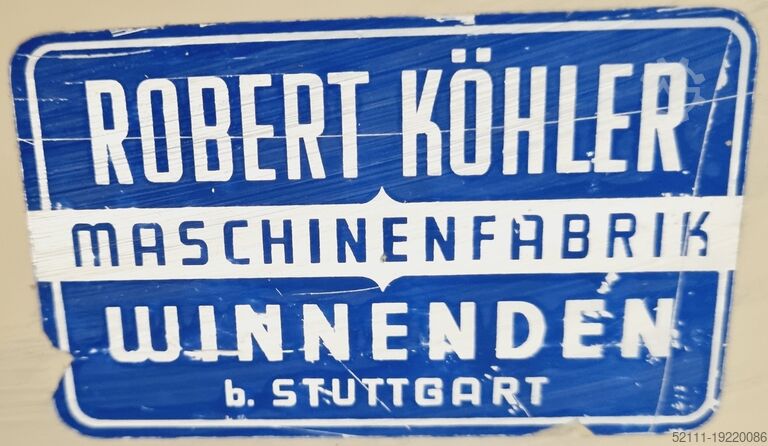 ROBERT KÖHLER
MASCHINENFABRIK
WINNENDEN
b. STUTTGART
52111-19220086